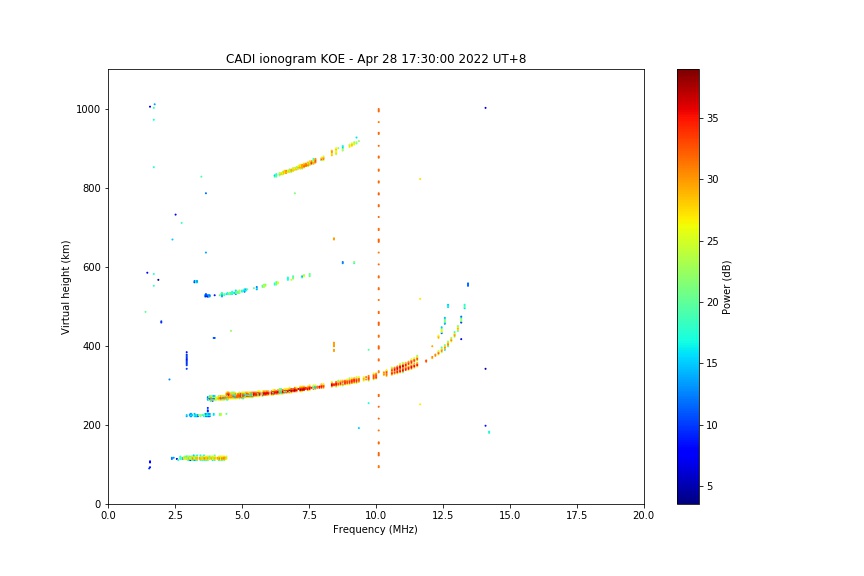 CADI ionogram KOE - Apr 28 17:30:00 2022 UT+8
1000
800
600
400
200
0
Virtual height (km)
0.0 2.5 5.0 7.5 10.0 12.5 15.0 17.5 20.0
Frequency (MHz)
35
30
25
20
15
10
5
Power (dB)